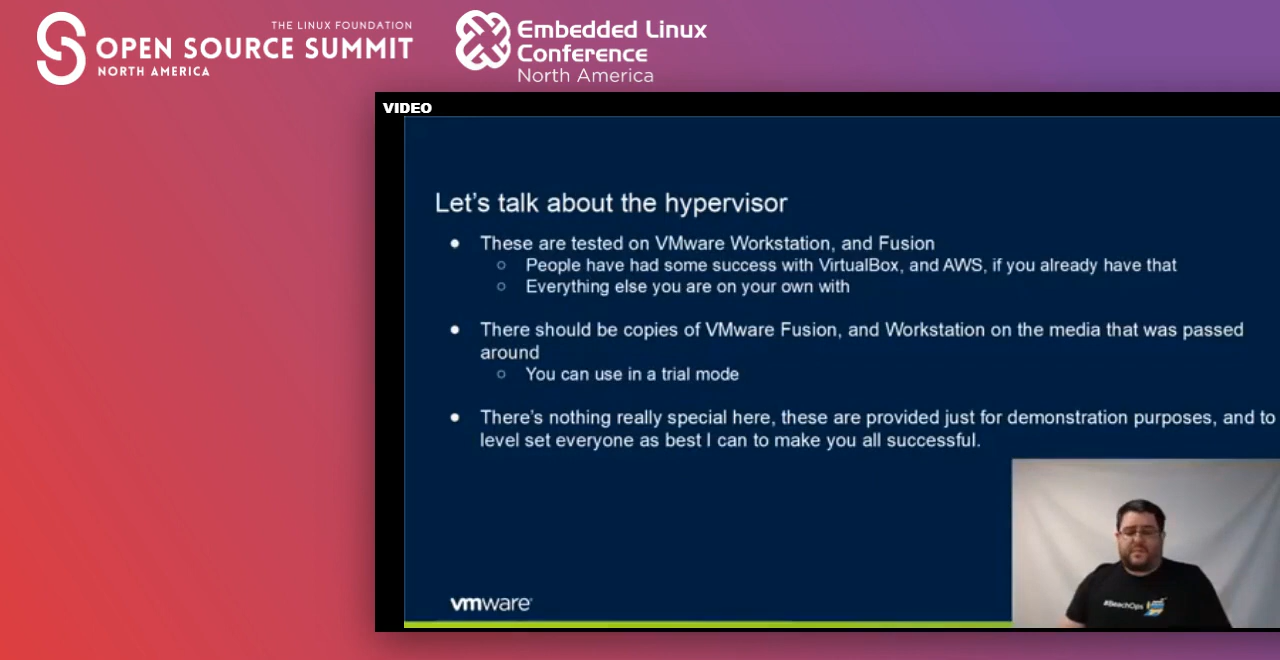 THE LINUX FOUNDATION
OPEN SOURCE SUMMIT
NORTH AMERICA
Embedded Linux
Conference
North America
VIDEO
Let's talk about the hypervisor
● These are tested on VMware Workstation, and Fusion
○ People have had some success with VirtualBox, and AWS, if you already have that
○ Everything else you are on your own with
● There should be copies of VMware Fusion, and Workstation on the media that was passed
around
○ You can use in a trial mode
● There's nothing really special here, these are provided just for demonstration purposes, and to
level set everyone as best I can to make you all successful.
vmware®
#BeachOps